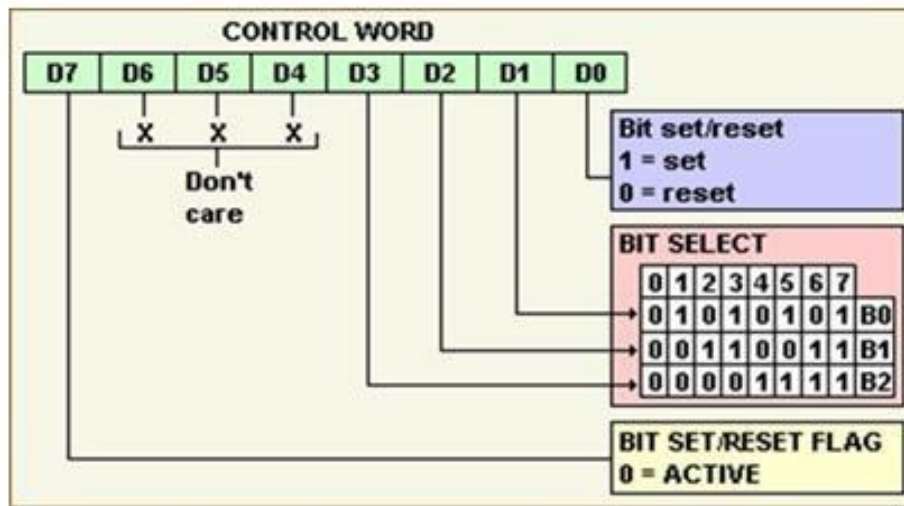 CONTROL WORD
D7 D6 D5 D4 D3 D2 D1 D0
X X X
Don't
care
Bit set/reset
1 = set
0 = reset
BIT SELECT
0 1 2 3 4 5 6 7
0 1 0 1 0 1 0 1 B0
0 0 1 1 0 0 1 1 B1
0 0 0 0 1 1 1 1 B2
BIT SET/RESET FLAG
0 = ACTIVE